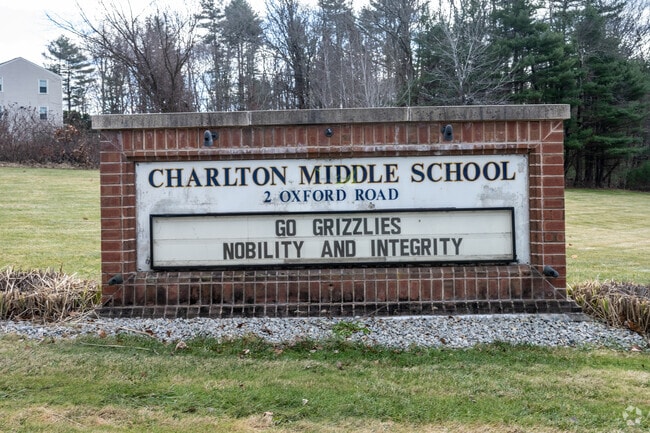 CHARLTON MIDDLE SCHOOL
2 OXFORD ROAD
GO GRIZZLIES
NOBILITY AND INTEGRITY